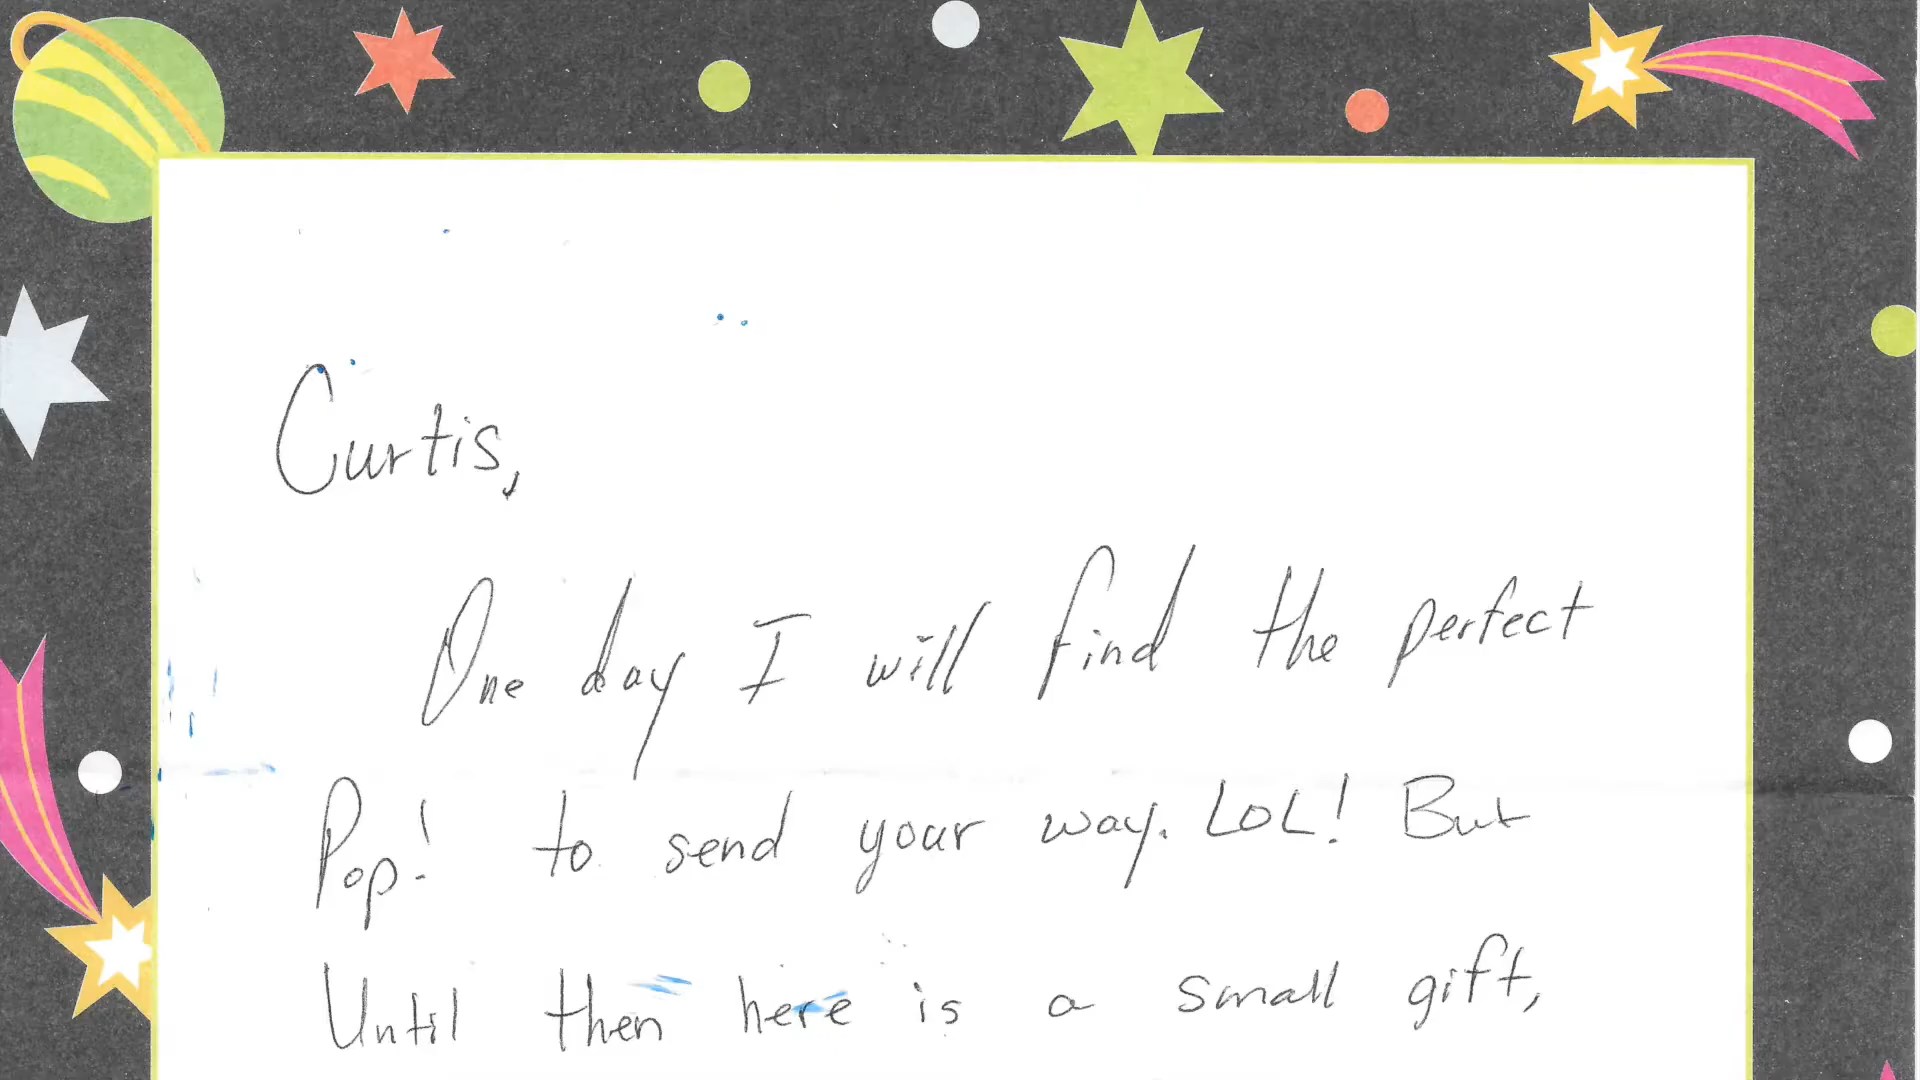 Curtis,
One day I will find the perfect
Pop! to send your way. LOL! But
Until then here is a small gift,